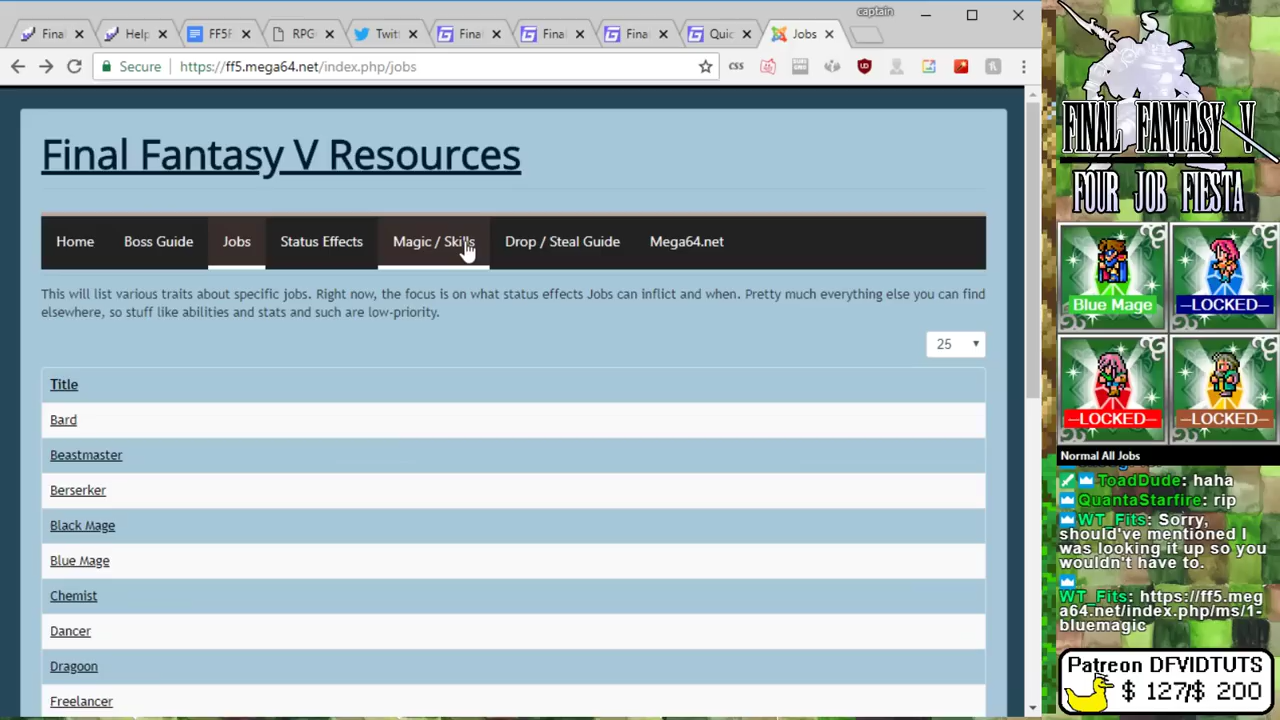 captain
Fina
Help
FF5F
RPG
Twitt
Final
Final
Final
Quic
Jobs
Secure
https://ff5.mega64.net/index.php/jobs
css
Final Fantasy V Resources
Home
Boss Guide
Jobs
Status Effects
Magic / Skills
Drop / Steal Guide
Mega64.net
This will list various traits about specific jobs. Right now, the focus is on what status effects Jobs can inflict and when. Pretty much everything else you can find
elsewhere, so stuff like abilities and stats and such are low-priority.
25
Title
Bard
Beastmaster
Berserker
Black Mage
Blue Mage
Chemist
Dancer
Dragoon
Freelancer
FINAL FANTASY V
FOUR JOB FIESTA
Blue Mage
—LOCKED—
—LOCKED—
—LOCKED—
Normal All Jobs
ToadDude: haha
QuantaStarfire: rip
WT_Fits: Sorry,
should've mentioned I
was looking it up so you
wouldn't have to.
WT_Fits: https://ff5.meg
a64.net/index.php/ms/1-
bluemagic
Patreon DFVIDTUTS
$ 127/$ 200